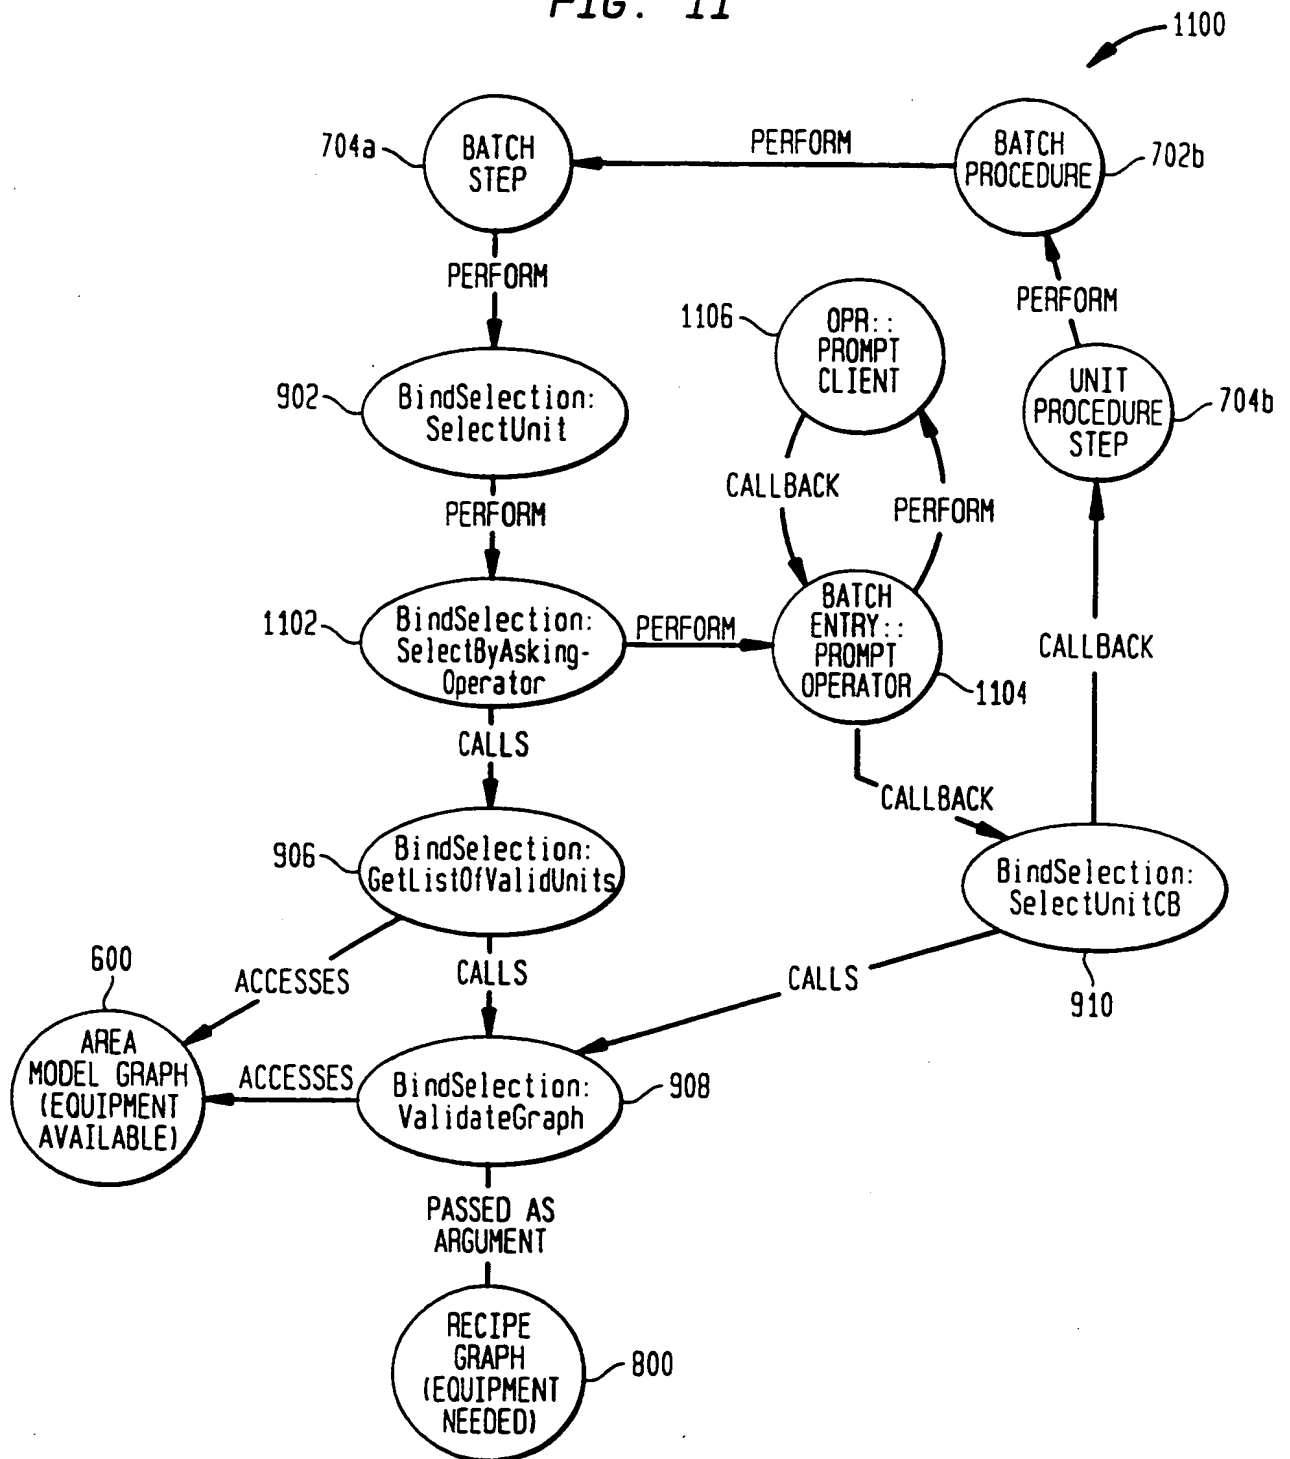 FIG. 11
1100
704a
BATCH
STEP
PERFORM
BATCH
PROCEDURE
702b
PERFORM
PERFORM
1106
OPR::
PROMPT
CLIENT
UNIT
PROCEDURE
STEP
704b
902
BindSelection:
SelectUnit
CALLBACK
PERFORM
PERFORM
1102
BindSelection:
SelectByAsking-
Operator
PERFORM
BATCH
ENTRY::
PROMPT
OPERATOR
1104
CALLBACK
CALLS
CALLBACK
906
BindSelection:
GetListOfValidUnits
BindSelection:
SelectUnitCB
910
600
ACCESSES
CALLS
CALLS
AREA
MODEL GRAPH
(EQUIPMENT
AVAILABLE)
ACCESSES
BindSelection:
ValidateGraph
908
PASSED AS
ARGUMENT
RECIPE
GRAPH
(EQUIPMENT
NEEDED)
800